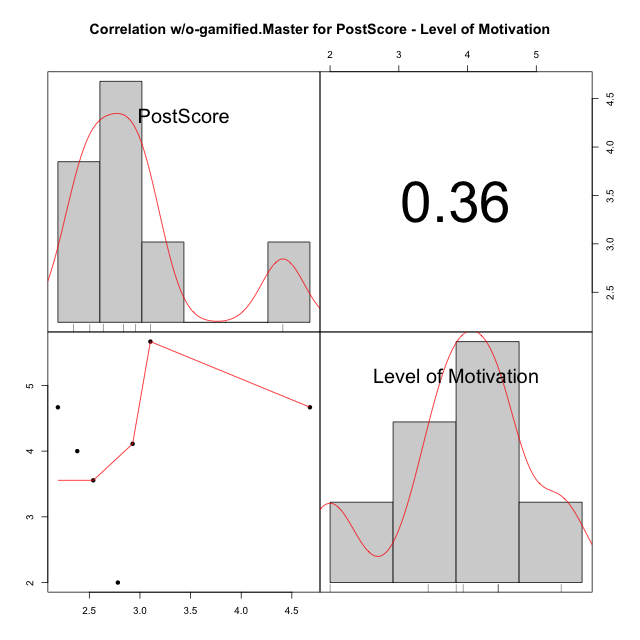 Correlation w/o-gamified.Master for PostScore - Level of Motivation
2 3 4 5
PostScore
0.36
4.5
4.0
3.5
3.0
2.5
Level of Motivation
5
4
3
2
2.5 3.0 3.5 4.0 4.5